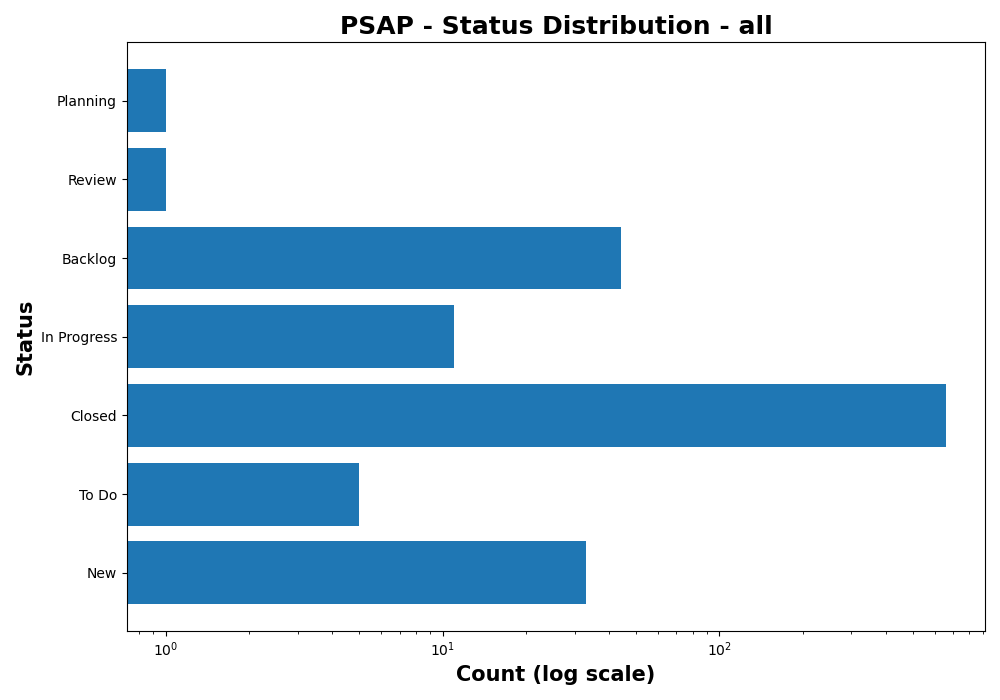 PSAP - Status Distribution - all
Status
Planning
Review
Backlog
In Progress
Closed
To Do
New
10⁰
10¹
10²
Count (log scale)